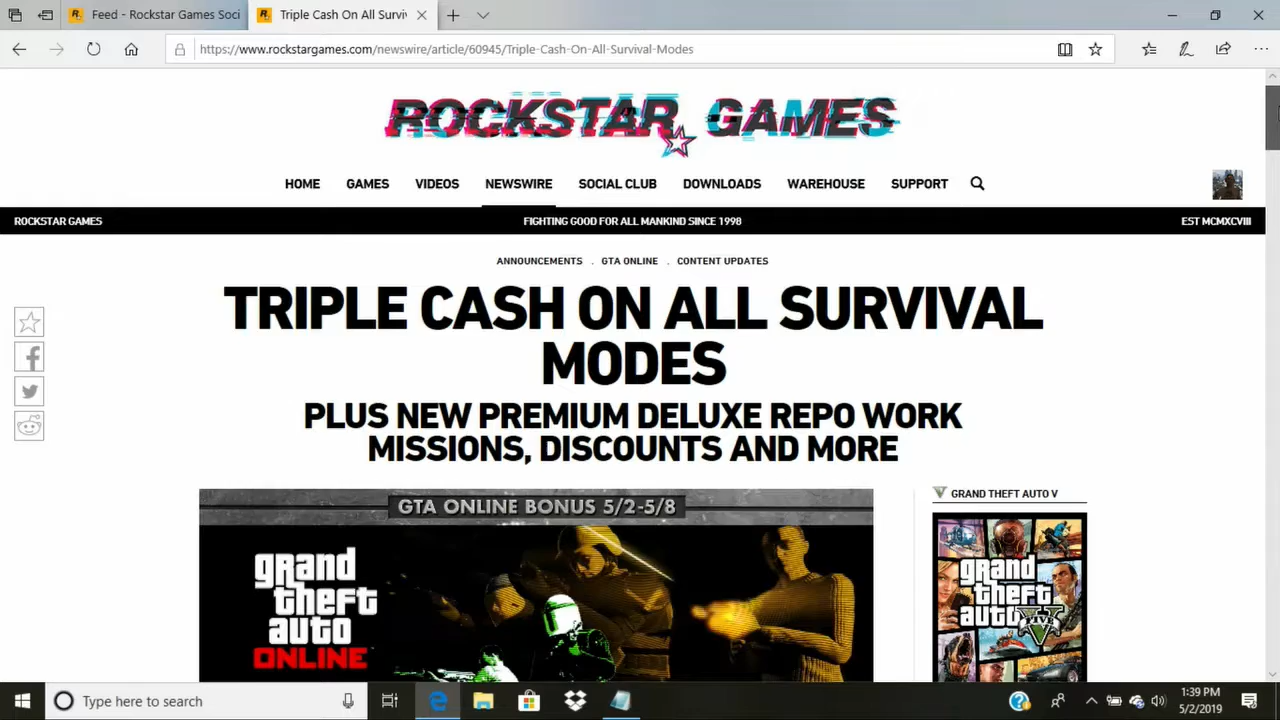 Feed - Rockstar Games Soci
Triple Cash On All Surviv
https://www.rockstargames.com/newswire/article/60945/Triple-Cash-On-All-Survival-Modes
ROCKSTAR GAMES
HOME GAMES VIDEOS NEWSWIRE SOCIAL CLUB DOWNLOADS WAREHOUSE SUPPORT
ROCKSTAR GAMES FIGHTING GOOD FOR ALL MANKIND SINCE 1998 EST MCMXCVIII
ANNOUNCEMENTS . GTA ONLINE . CONTENT UPDATES
TRIPLE CASH ON ALL SURVIVAL
MODES
PLUS NEW PREMIUM DELUXE REPO WORK
MISSIONS, DISCOUNTS AND MORE
GTA ONLINE BONUS 5/2-5/8
grand
theft
auto
ONLINE
GRAND THEFT AUTO V
grand
theft
auto
V
Type here to search
1:39 PM
5/2/2019